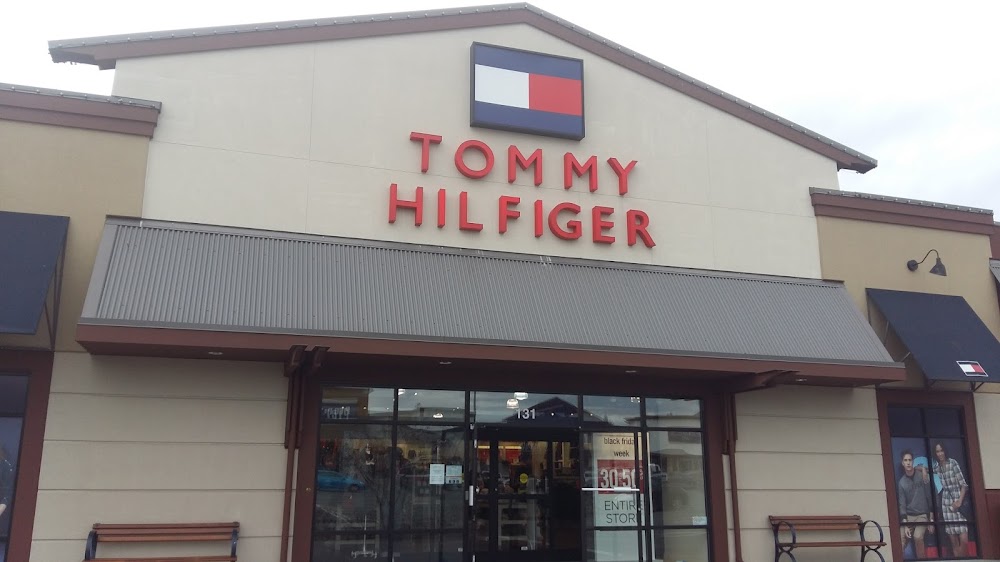 TOMMY
HILFIGER
131
black friday
week
30-50
ENTIRE
STORE